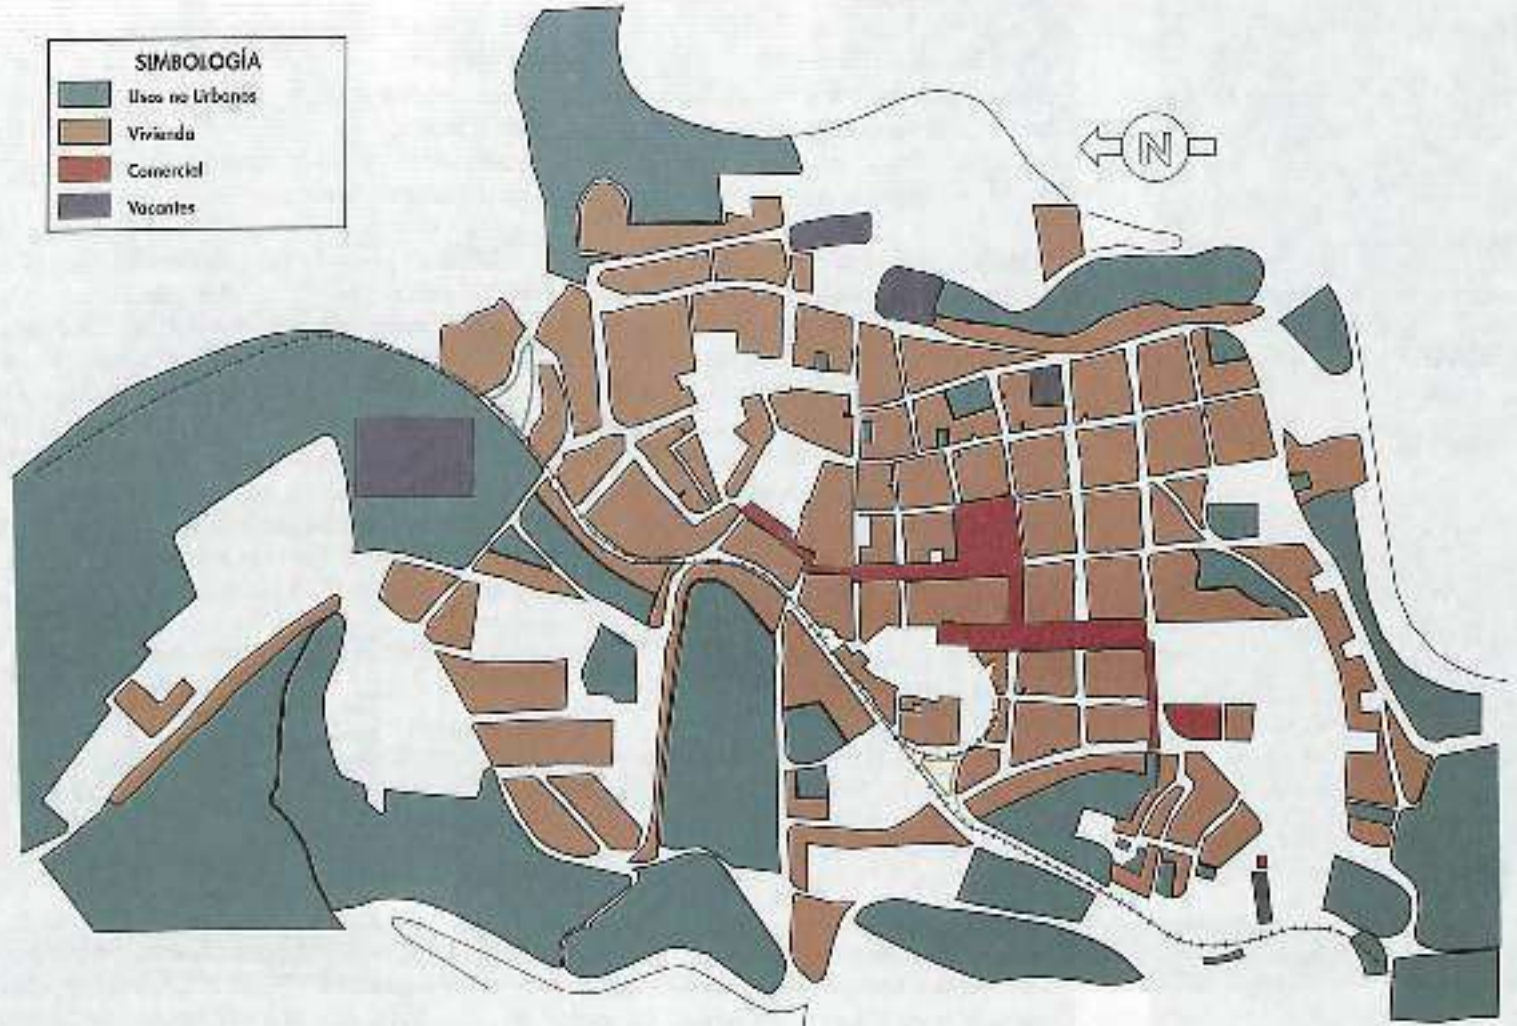 SIMBOLOGÍA
Usos no Urbanos
Vivienda
Comercial
Vacantes
N